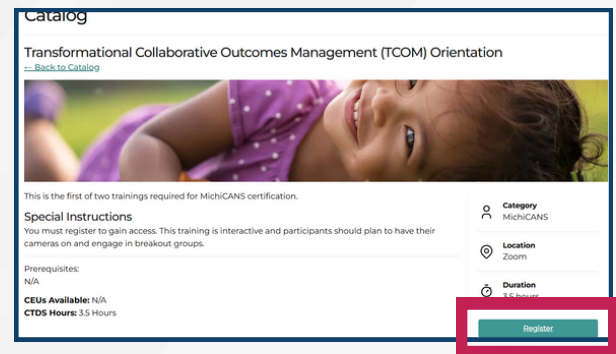 Catalog
Transformational Collaborative Outcomes Management (TCOM) Orientation
← Back to Catalog
This is the first of two trainings required for MichiCANS certification.
Special Instructions
You must register to gain access. This training is interactive and participants should plan to have their
cameras on and engage in breakout groups.
Prerequisites:
N/A
CEUs Available: N/A
CTDS Hours: 3.5 Hours
Category
MichiCANS
Location
Zoom
Duration
3.5 hours
Register